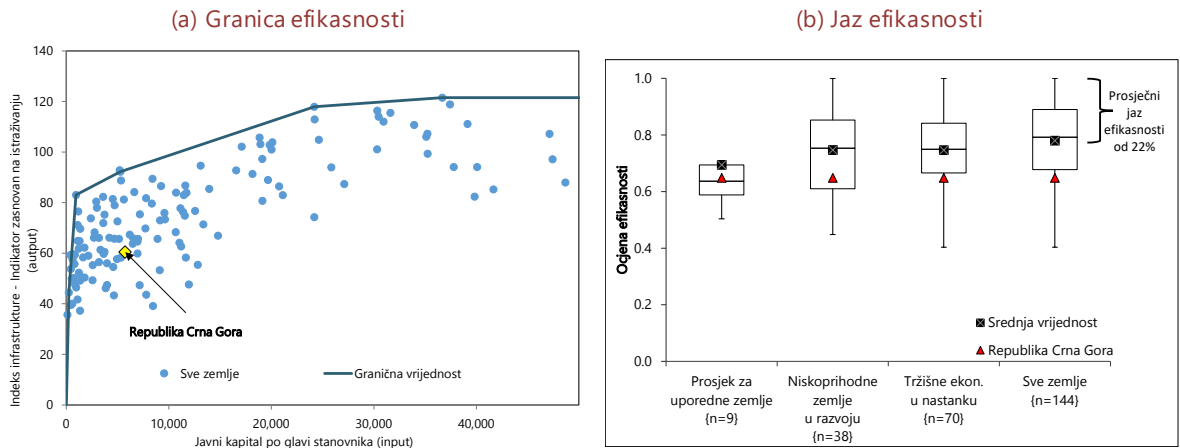 (a) Granica efikasnosti
Indeks infrastrukture - Indikator zasnovan na istraživanju
(autput)
140
120
100
80
60
40
20
0
Republika Crna Gora
Sve zemlje
Granična vrijednost
0
10,000
20,000
30,000
40,000
Javni kapital po glavi stanovnika (input)
(b) Jaz efikasnosti
Ocjena efikasnosti
1.0
0.8
0.6
0.4
0.2
0.0
Prosječni
jaz
efikasnosti
od 22%
Srednja vrijednost
Republika Crna Gora
Prosjek za
uporedne zemlje
{n=9}
Niskoprihodne
zemlje
u razvoju
{n=38}
Tržišne ekon.
u nastanku
{n=70}
Sve zemlje
{n=144}